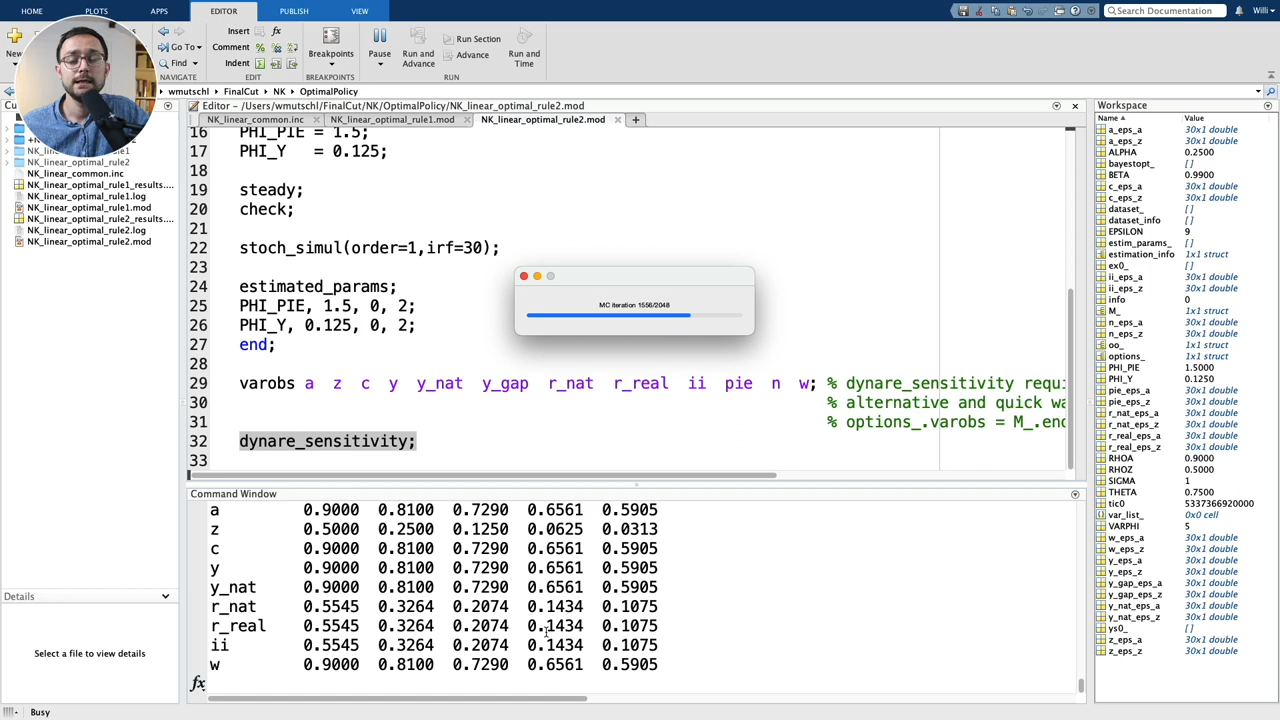 HOME PLOTS APPS EDITOR PUBLISH VIEW Search Documentation Willi
New Go To Find Insert fx Comment Indent Breakpoints Pause Run and Advance Run Section Advance Run and Time
NAVIGATE EDIT BREAKPOINTS RUN
wmutschl FinalCut NK OptimalPolicy
Editor - /Users/wmutschl/FinalCut/NK/OptimalPolicy/NK_linear_optimal_rule2.mod
NK_linear_common.inc NK_linear_optimal_rule1.mod NK_linear_optimal_rule2.mod
NK_linear_optimal_rule1
NK_linear_optimal_rule2
NK_linear_common.inc
NK_linear_optimal_rule1_results....
NK_linear_optimal_rule1.log
NK_linear_optimal_rule1.mod
NK_linear_optimal_rule2_results....
NK_linear_optimal_rule2.log
NK_linear_optimal_rule2.mod
Details
Select a file to view details
16 PHI_PIE = 1.5;
17 PHI_Y = 0.125;
18
19 steady;
20 check;
21
22 stoch_simul(order=1,irf=30);
23
24 estimated_params;
25 PHI_PIE, 1.5, 0, 2;
26 PHI_Y, 0.125, 0, 2;
27 end;
28
29 varobs a z c y y_nat y_gap r_nat r_real ii pie n w; % dynare_sensitivity requi
30 % alternative and quick wa
31 % options_.varobs = M_.end
32 dynare_sensitivity;
33
MC iteration 1556/2048
Command Window
a 0.9000 0.8100 0.7290 0.6561 0.5905
z 0.5000 0.2500 0.1250 0.0625 0.0313
c 0.9000 0.8100 0.7290 0.6561 0.5905
y 0.9000 0.8100 0.7290 0.6561 0.5905
y_nat 0.9000 0.8100 0.7290 0.6561 0.5905
r_nat 0.5545 0.3264 0.2074 0.1434 0.1075
r_real 0.5545 0.3264 0.2074 0.1434 0.1075
ii 0.5545 0.3264 0.2074 0.1434 0.1075
w 0.9000 0.8100 0.7290 0.6561 0.5905
fx
Workspace
Name Value
a_eps_a 30x1 double
a_eps_z 30x1 double
ALPHA 0.2500
bayestopt_ []
BETA 0.9900
c_eps_a 30x1 double
c_eps_z 30x1 double
dataset_ []
dataset_info []
EPSILON 9
estim_params_ []
estimation_info 1x1 struct
ex0_ []
ii_eps_a 30x1 double
ii_eps_z 30x1 double
info 0
M_ 1x1 struct
n_eps_a 30x1 double
n_eps_z 30x1 double
oo_ 1x1 struct
options_ 1x1 struct
PHI_PIE 1.5000
PHI_Y 0.1250
pie_eps_a 30x1 double
pie_eps_z 30x1 double
r_nat_eps_a 30x1 double
r_nat_eps_z 30x1 double
r_real_eps_a 30x1 double
r_real_eps_z 30x1 double
RHOA 0.9000
RHOZ 0.5000
SIGMA 1
THETA 0.7500
tic0 5337366920000
var_list_ 0x0 cell
VARPHI 5
w_eps_a 30x1 double
w_eps_z 30x1 double
y_eps_a 30x1 double
y_eps_z 30x1 double
y_gap_eps_a 30x1 double
y_gap_eps_z 30x1 double
y_nat_eps_a 30x1 double
y_nat_eps_z 30x1 double
ys0_ []
z_eps_a 30x1 double
z_eps_z 30x1 double
Busy